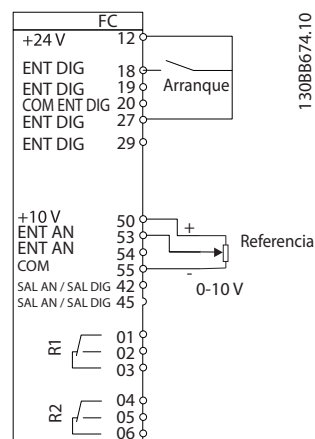 FC
+24 V 12
ENT DIG 18
ENT DIG 19
COM ENT DIG 20
ENT DIG 27
ENT DIG 29
Arranque
130BB674.10
+10 V 50
ENT AN 53
ENT AN 54
COM 55
SAL AN / SAL DIG 42
SAL AN / SAL DIG 45
+
-
Referencia
0-10 V
R1
01
02
03
R2
04
05
06